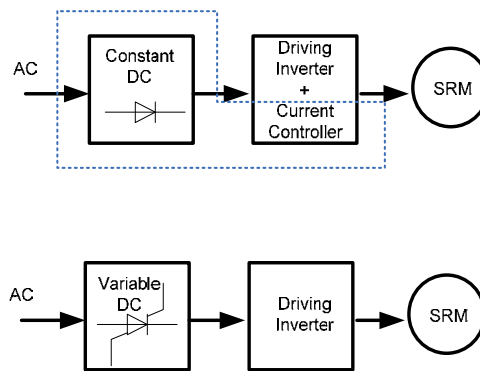 AC
Constant
DC
Driving
Inverter
+
Current
Controller
SRM
AC
Variable
DC
Driving
Inverter
SRM